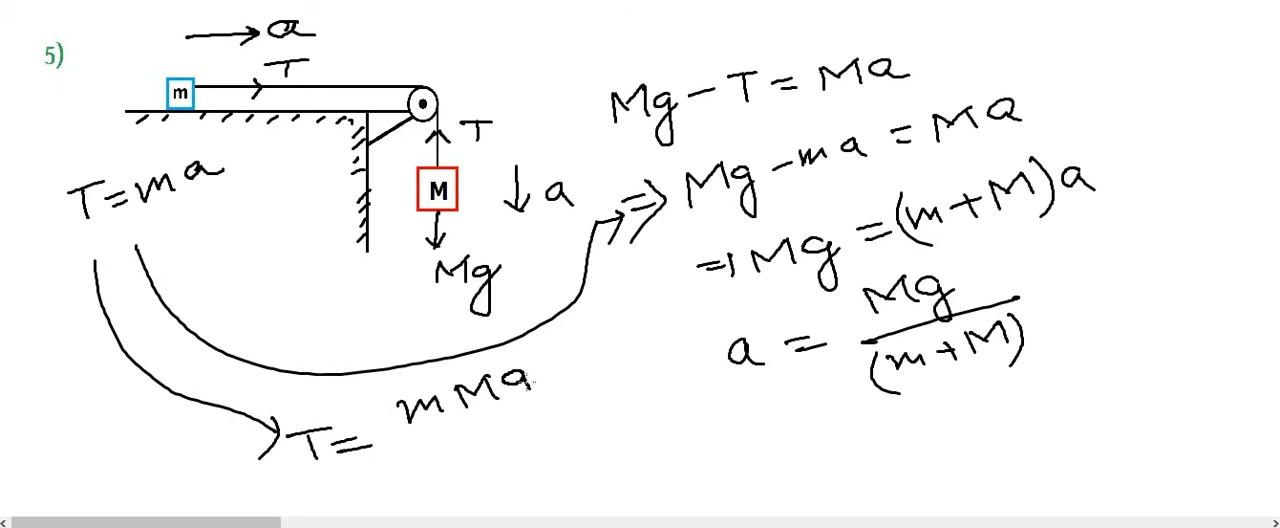 5)
a
T
m
T
M
a
Mg
T=ma
Mg-T=Ma
⇒Mg-ma=Ma
⇒Mg=(m+M)a
a=Mg/(m+M)
T=mMa